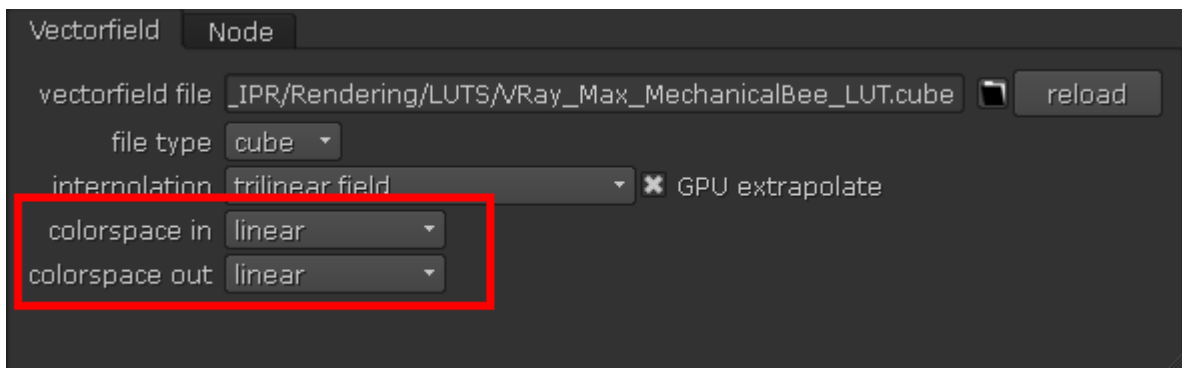 Vectorfield Node
vectorfield file _IPR/Rendering/LUTS/VRay_Max_MechanicalBee_LUT.cube reload
file type cube
interpolation trilinear field GPU extrapolate
colorspace in linear
colorspace out linear